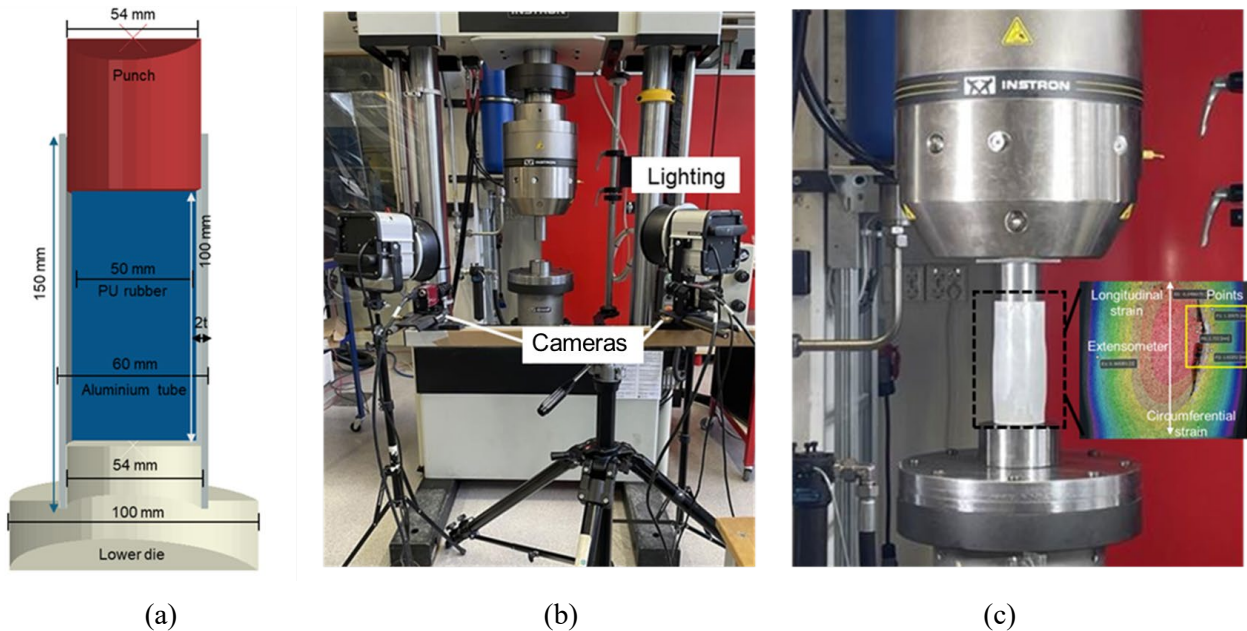 54 mm
Punch
150 mm
100 mm
50 mm
PU rubber
2t
60 mm
Aluminium tube
54 mm
100 mm
Lower die
(a)
INSTRON
INSTRON
Lighting
Cameras
(b)
INSTRON
Longitudinal
strain
Points
Extensometer
Circumferential
strain
(c)